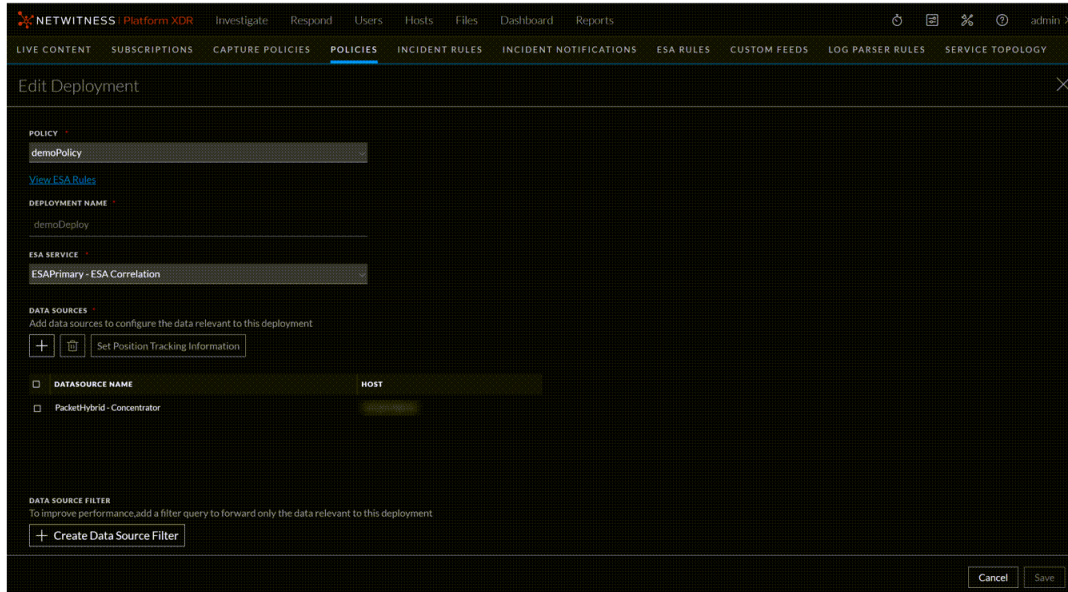 NETWITNESS | Platform XDR Investigate Respond Users Hosts Files Dashboard Reports admin
LIVE CONTENT SUBSCRIPTIONS CAPTURE POLICIES POLICIES INCIDENT RULES INCIDENT NOTIFICATIONS ESA RULES CUSTOM FEEDS LOG PARSER RULES SERVICE TOPOLOGY
Edit Deployment
POLICY *
demoPolicy
View ESA Rules
DEPLOYMENT NAME *
demoDeploy
ESA SERVICE *
ESAPrimary - ESA Correlation
DATA SOURCES *
Add data sources to configure the data relevant to this deployment
Set Position Tracking Information
DATASOURCE NAME HOST
PacketHybrid - Concentrator
DATA SOURCE FILTER
To improve performance,add a filter query to forward only the data relevant to this deployment
+ Create Data Source Filter
Cancel Save